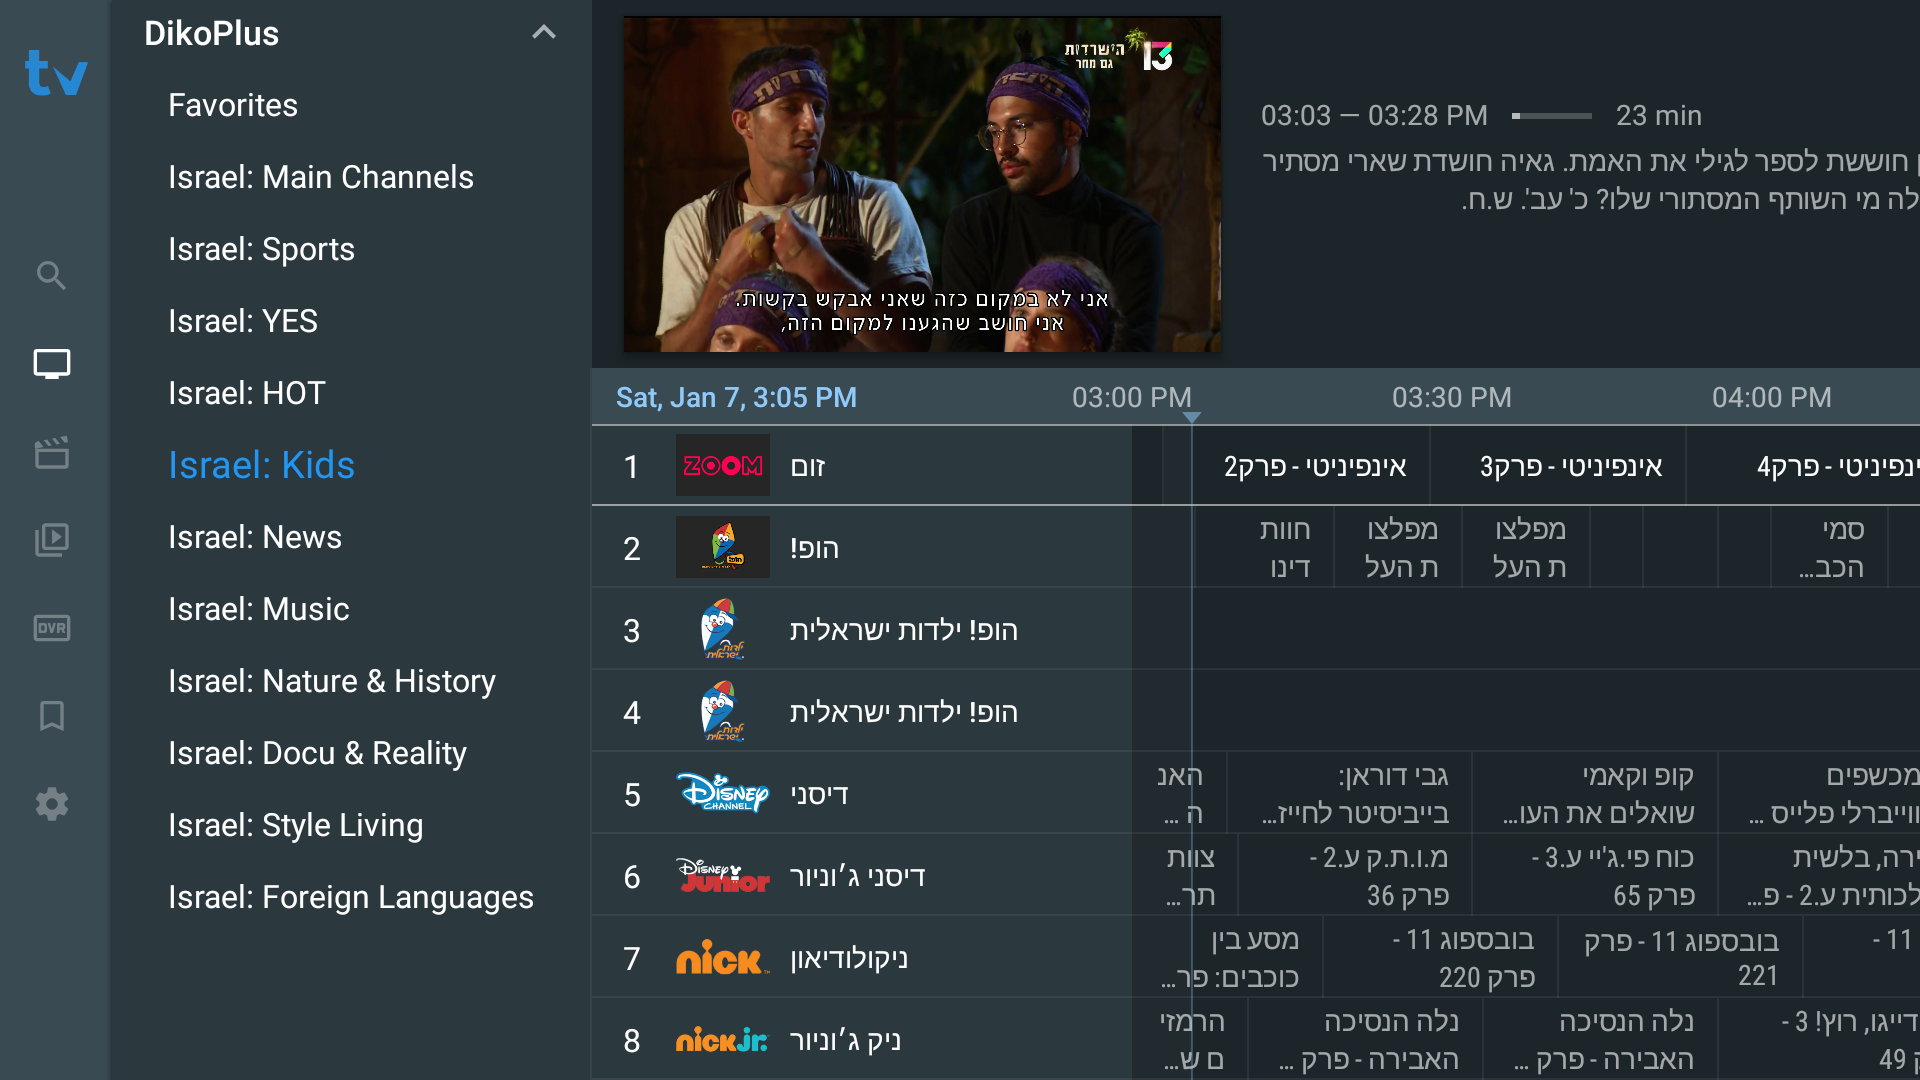 tv
DikoPlus
Favorites
Israel: Main Channels
Israel: Sports
Israel: YES
Israel: HOT
Israel: Kids
Israel: News
Israel: Music
Israel: Nature & History
Israel: Docu & Reality
Israel: Style Living
Israel: Foreign Languages
DVR
הישרדות 13
גם מחר
אני לא במקום כזה שאני אבקש בקשות.
אני חושב שהגענו למקום הזה,
03:03 — 03:28 PM 23 min
חוששת לספר לגילי את האמת. גאיה חושדת שארי מסתיר
לה מי השותף המסתורי שלו? כ' עב'. ש.ח.
Sat, Jan 7, 3:05 PM 03:00 PM 03:30 PM 04:00 PM
1 ZOOM זום
אינפיניטי - פרק2
אינפיניטי - פרק3
ינפיניטי - פרק4
2 הופ!
חוות
דינו
מפלצו
ת העל
מפלצו
ת העל
סמי
הכב...
3 ילדות ישראלית הופ! ילדות ישראלית
4 ילדות ישראלית הופ! ילדות ישראלית
5 Disney CHANNEL דיסני
האנ
ה ...
גבי דוראן:
בייביסיטר לחייז...
קופ וקאמי
שואלים את העו...
מכשפים
ווייברלי פלייס ...
6 Disney Junior דיסני ג׳וניור
צוות
תר...
מ.ו.ת.ק ע.2 -
פרק 36
כוח פי.ג'יי ע.3 -
פרק 65
ירה, בלשית
לכותית ע.2 - פ...
7 nick ניקולודיאון
מסע בין
כוכבים: פר...
בובספוג 11 -
פרק 220
בובספוג 11 - פרק
221
11 -
8 nick jr. ניק ג׳וניור
הרמזי
ם ש...
נלה הנסיכה
האבירה - פרק ...
נלה הנסיכה
האבירה - פרק ...
דייגו, רוץ! 3 -
ק 49